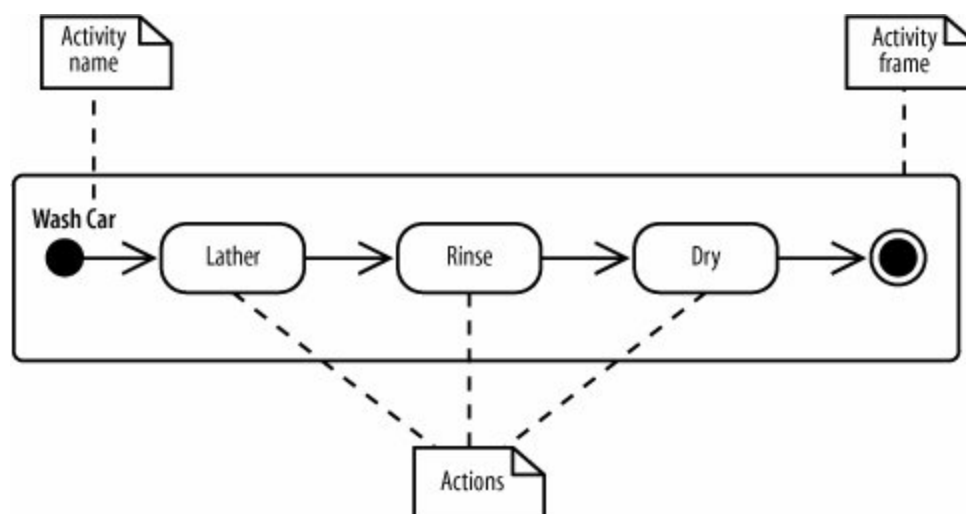 Activity
name
Activity
frame
Wash Car
Lather
Rinse
Dry
Actions